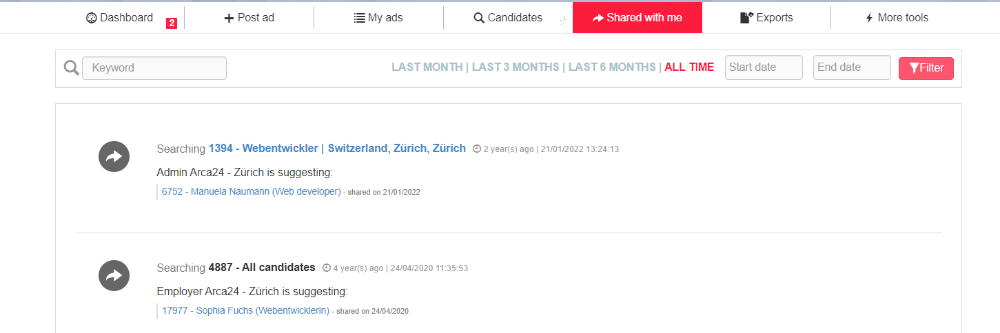 Dashboard 2 Post ad My ads Candidates Shared with me Exports More tools
Keyword LAST MONTH | LAST 3 MONTHS | LAST 6 MONTHS | ALL TIME Start date End date Filter
Searching 1394 - Webentwickler | Switzerland, Zürich, Zürich 2 year(s) ago | 21/01/2022 13:24:13
Admin Arca24 - Zürich is suggesting:
6752 - Manuela Naumann (Web developer) - shared on 21/01/2022
Searching 4887 - All candidates 4 year(s) ago | 24/04/2020 11:35:53
Employer Arca24 - Zürich is suggesting:
17977 - Sophia Fuchs (Webentwicklerin) - shared on 24/04/2020